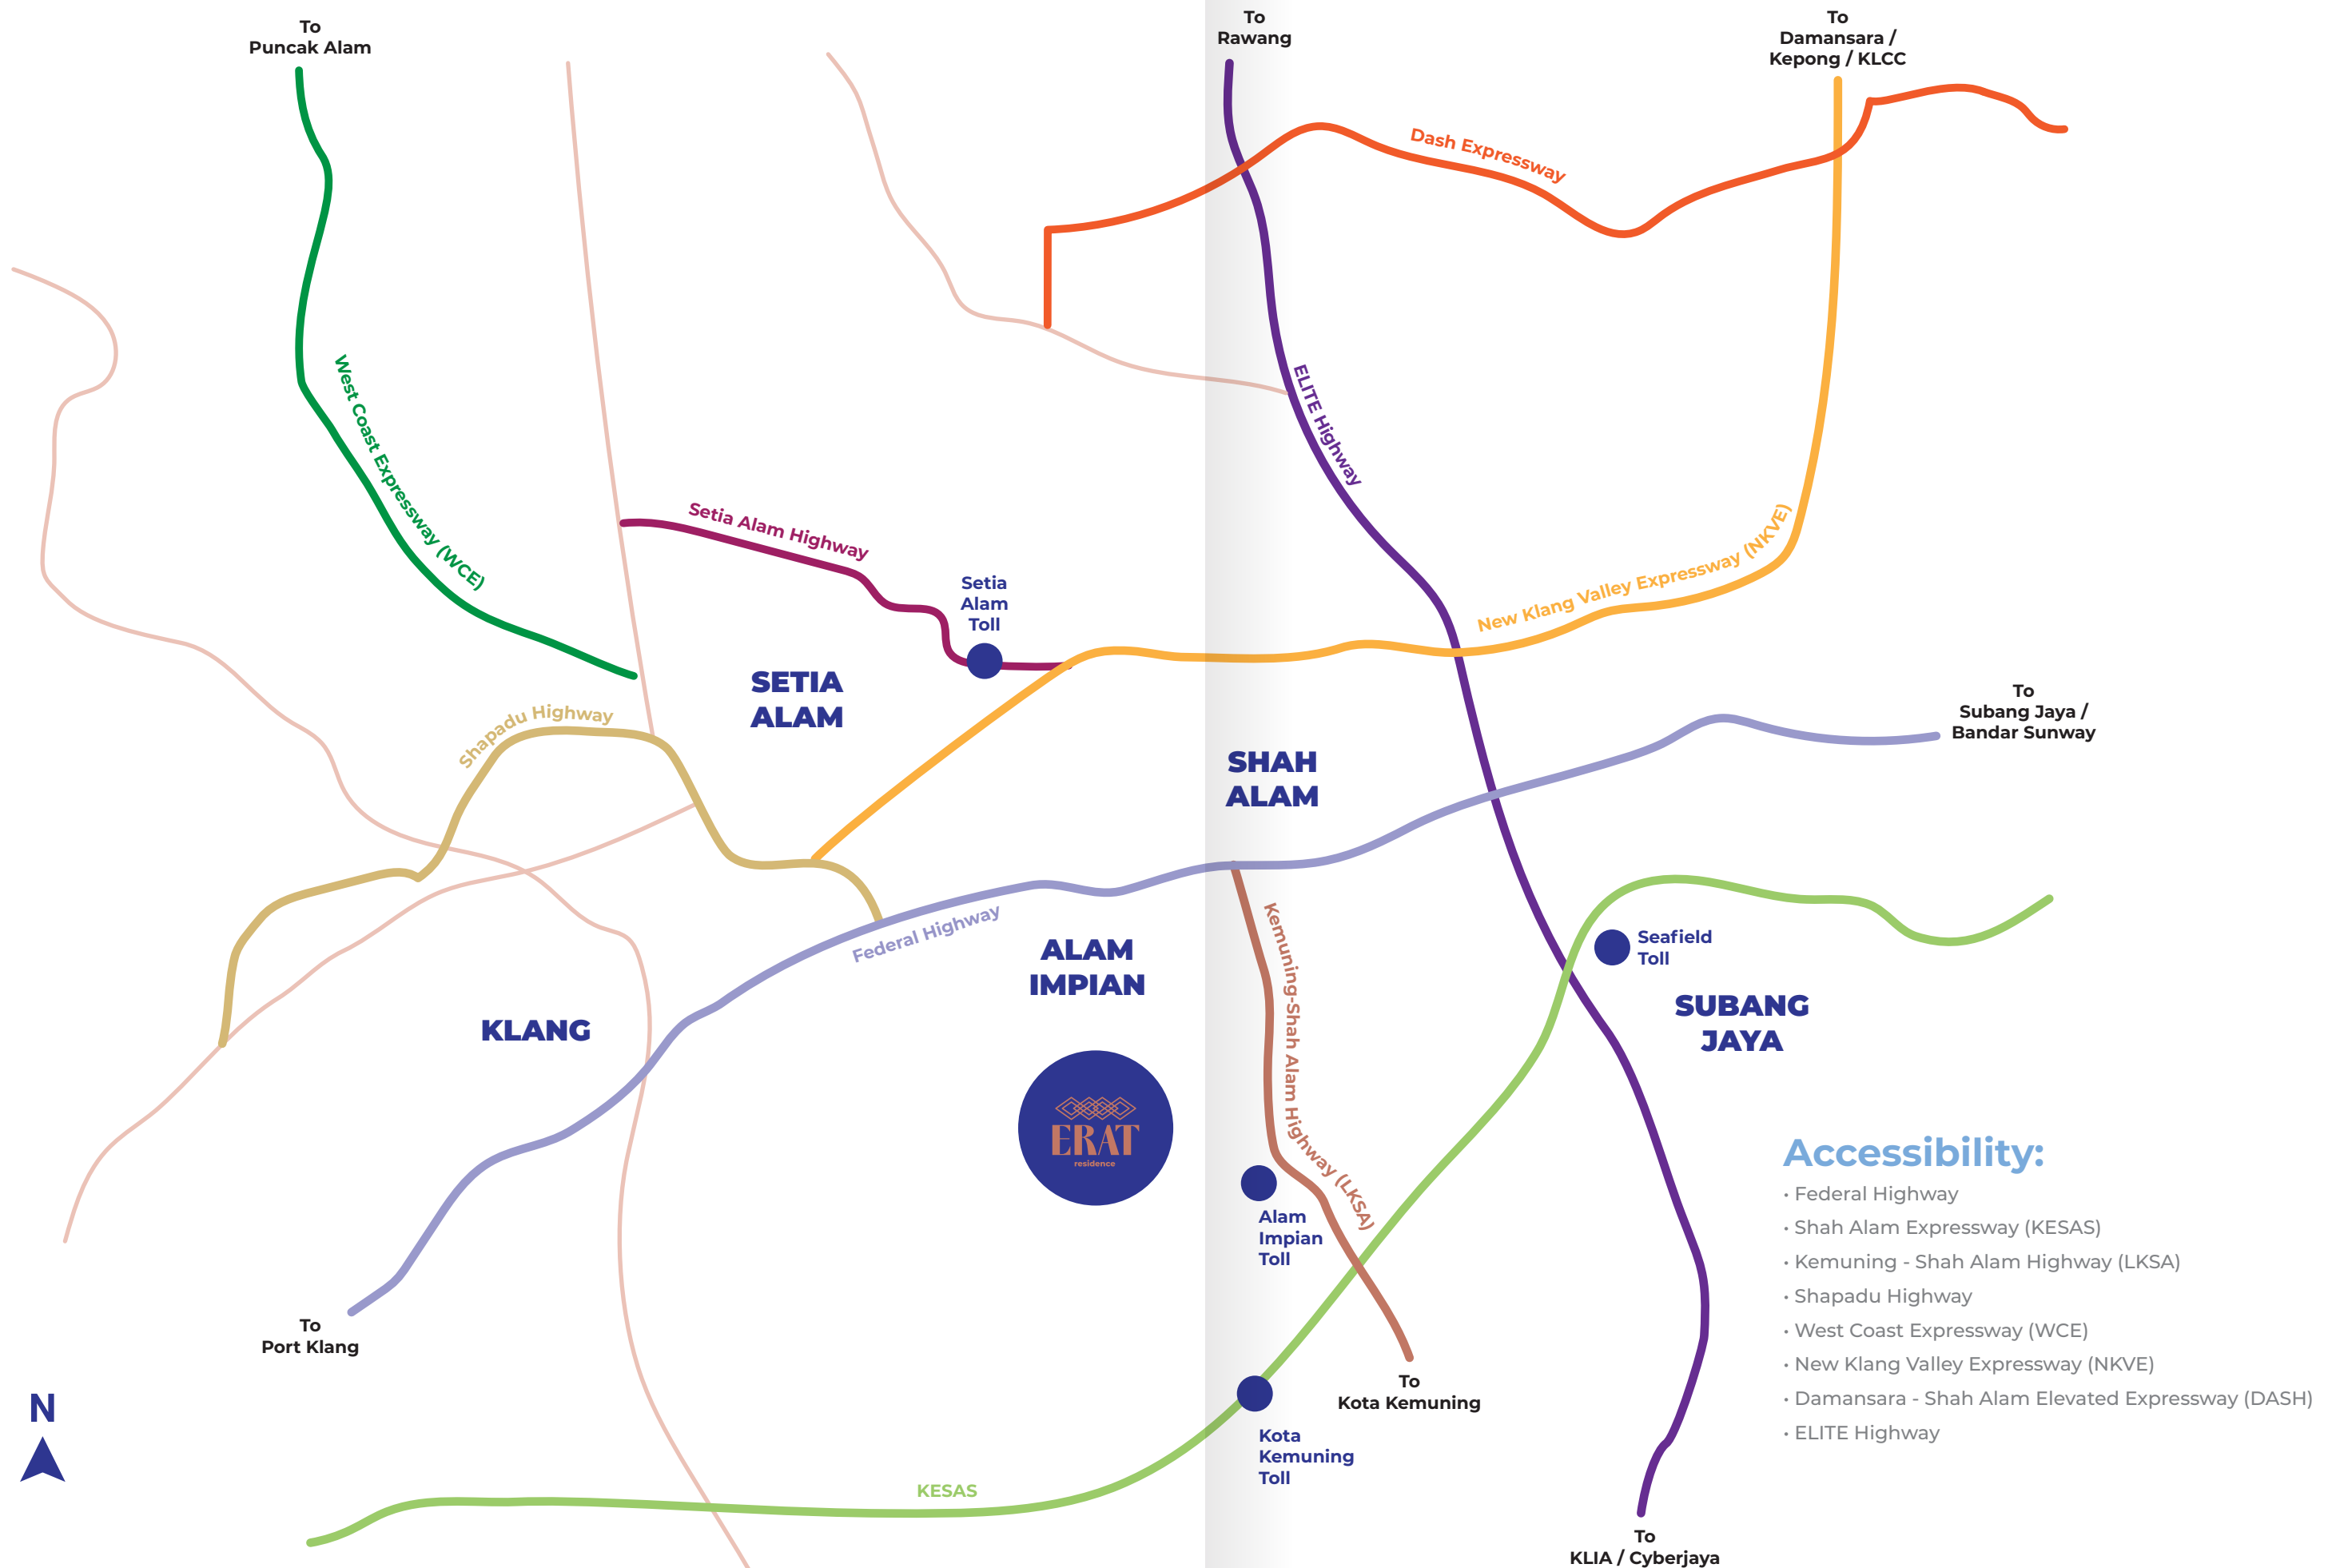 To
Puncak Alam
To
Rawang
To
Damansara /
Kepong / KLCC
Dash Expressway
West Coast Expressway (WCE)
ELITE Highway
Setia Alam Highway
New Klang Valley Expressway (NKVE)
Setia
Alam
Toll
SETIA
ALAM
Shapadu Highway
To
Subang Jaya /
Bandar Sunway
SHAH
ALAM
Federal Highway
ALAM
IMPIAN
Kemuning-Shah Alam Highway (LKSA)
Seafield
Toll
SUBANG
JAYA
KLANG
ERAT
residence
Alam
Impian
Toll
Accessibility:
• Federal Highway
• Shah Alam Expressway (KESAS)
• Kemuning - Shah Alam Highway (LKSA)
• Shapadu Highway
• West Coast Expressway (WCE)
• New Klang Valley Expressway (NKVE)
• Damansara - Shah Alam Elevated Expressway (DASH)
• ELITE Highway
To
Port Klang
To
Kota Kemuning
N
Kota
Kemuning
Toll
KESAS
To
KLIA / Cyberjaya